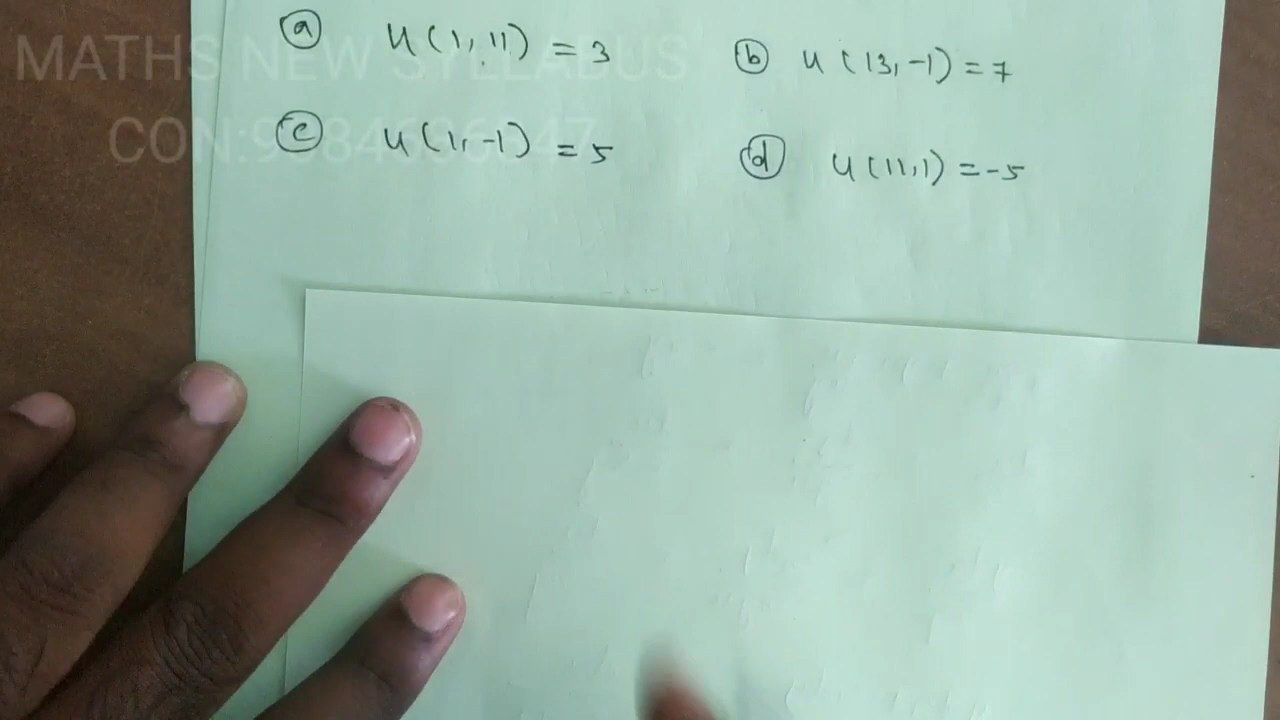 MATHS NEW SYLLABUS
ⓐ u(1,11) = 3 ⓑ u(13,-1) = 7
ⓒ u(1,-1) = 5 ⓓ u(11,1) = -5